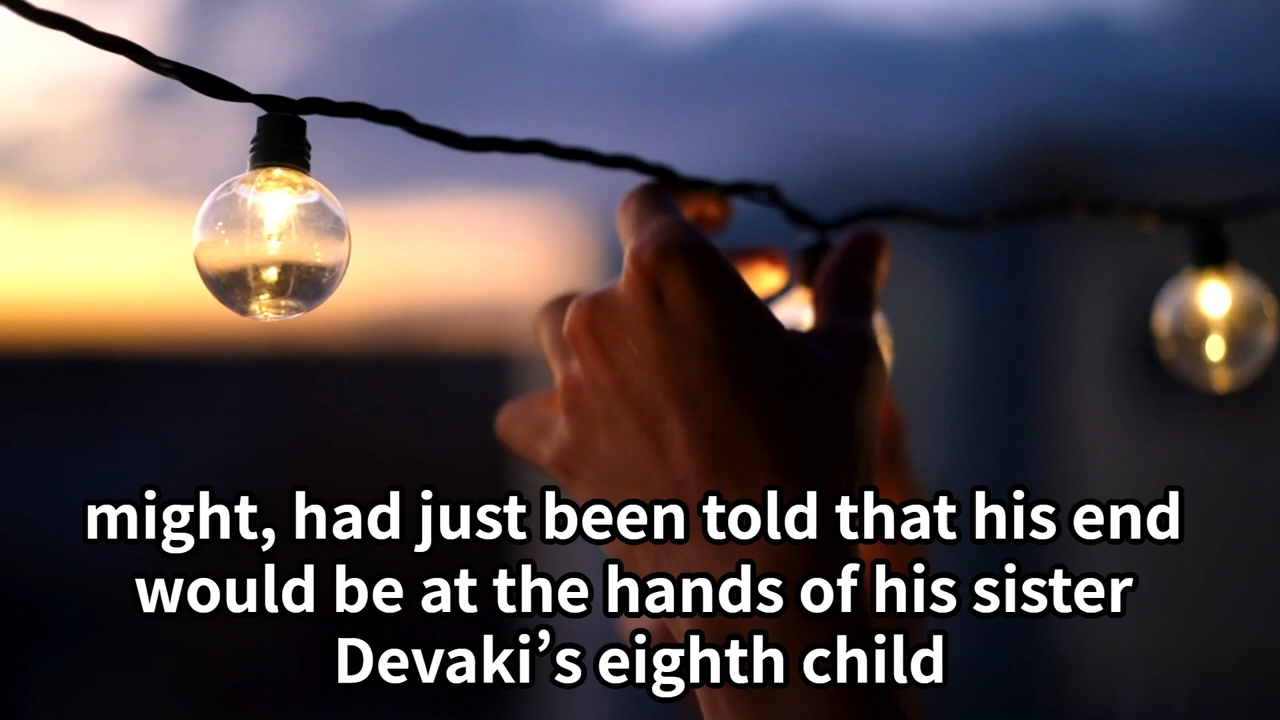 might, had just been told that his end
would be at the hands of his sister
Devaki’s eighth child